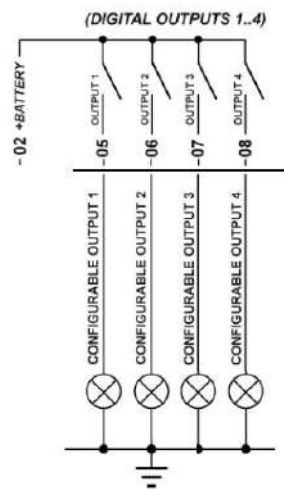 (DIGITAL OUTPUTS 1..4)
- 02 +BATTERY
OUTPUT 1
OUTPUT 2
OUTPUT 3
OUTPUT 4
-05
-06
-07
-08
CONFIGURABLE OUTPUT 1
CONFIGURABLE OUTPUT 2
CONFIGURABLE OUTPUT 3
CONFIGURABLE OUTPUT 4